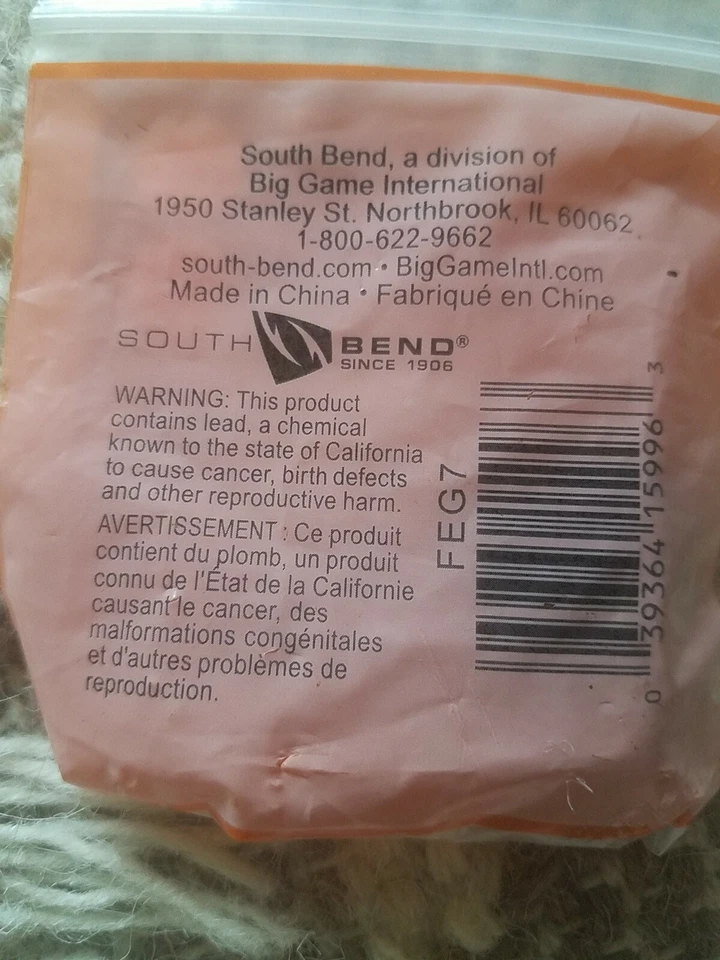 South Bend, a division of
Big Game International
1950 Stanley St. Northbrook, IL 60062
1-800-622-9662
south-bend.com • BigGameIntl.com
Made in China • Fabriqué en Chine
SOUTH BEND®
SINCE 1906
WARNING: This product
contains lead, a chemical
known to the state of California
to cause cancer, birth defects
and other reproductive harm.
AVERTISSEMENT : Ce produit
contient du plomb, un produit
connu de l'État de la Californie
causant le cancer, des
malformations congénitales
et d'autres problèmes de
reproduction.
FEG7
0 39364 15996 3